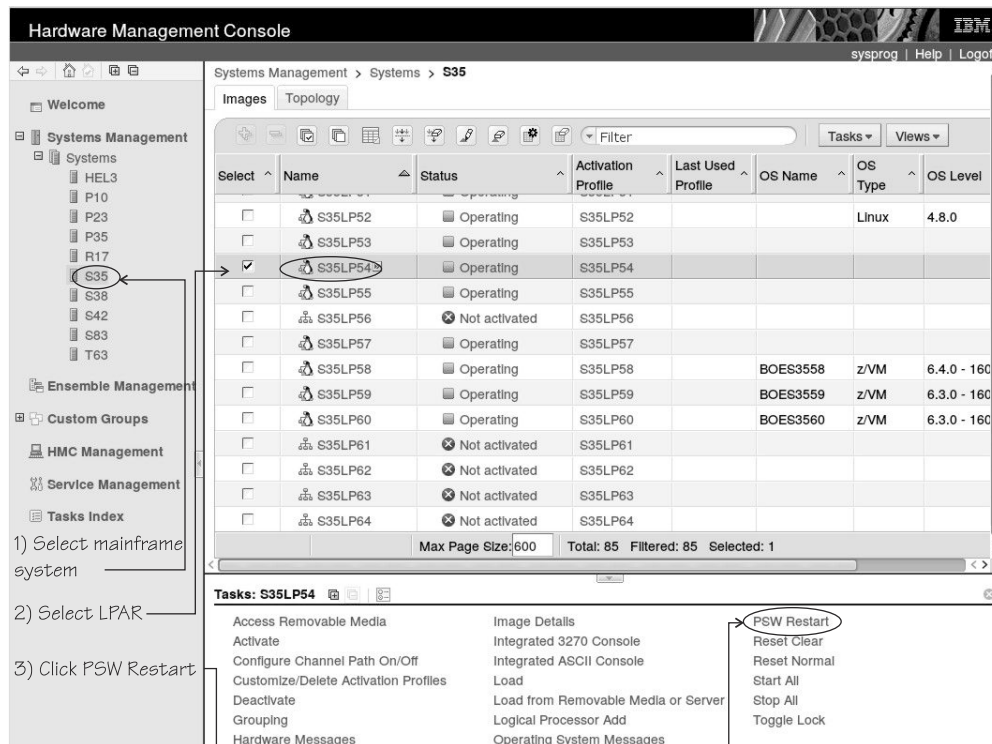 Hardware Management Console
IBM
sysprog | Help | Logof
Systems Management > Systems > S35
Welcome
Systems Management
Systems
HEL3
P10
P23
P35
R17
S35
S38
S42
S83
T63
Ensemble Management
Custom Groups
HMC Management
Service Management
Tasks Index
1) Select mainframe
system
2) Select LPAR
3) Click PSW Restart
Images Topology
Filter Tasks Views
Select Name Status Activation Profile Last Used Profile OS Name OS Type OS Level
S35LP52 Operating S35LP52 Linux 4.8.0
S35LP53 Operating S35LP53
S35LP54 Operating S35LP54
S35LP55 Operating S35LP55
S35LP56 Not activated S35LP56
S35LP57 Operating S35LP57
S35LP58 Operating S35LP58 BOES3558 z/VM 6.4.0 - 160
S35LP59 Operating S35LP59 BOES3559 z/VM 6.3.0 - 160
S35LP60 Operating S35LP60 BOES3560 z/VM 6.3.0 - 160
S35LP61 Not activated S35LP61
S35LP62 Not activated S35LP62
S35LP63 Not activated S35LP63
S35LP64 Not activated S35LP64
Max Page Size: 600 Total: 85 Filtered: 85 Selected: 1
Tasks: S35LP54
Access Removable Media
Activate
Configure Channel Path On/Off
Customize/Delete Activation Profiles
Deactivate
Grouping
Hardware Messages
Image Details
Integrated 3270 Console
Integrated ASCII Console
Load
Load from Removable Media or Server
Logical Processor Add
Operating System Messages
PSW Restart
Reset Clear
Reset Normal
Start All
Stop All
Toggle Lock